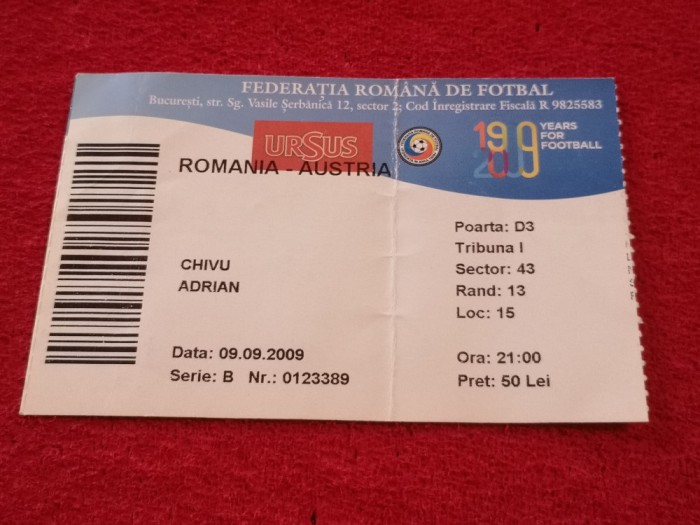 FEDERAȚIA ROMÂNĂ DE FOTBAL
București, str. Sg. Vasile Șerbănică 12, sector 2; Cod Înregistrare Fiscală R 9825583
URSUS
1909 2009 YEARS FOR FOOTBALL
ROMANIA - AUSTRIA
Poarta: D3
Tribuna I
Sector: 43
Rand: 13
Loc: 15
CHIVU
ADRIAN
Data: 09.09.2009
Serie: B Nr.: 0123389
Ora: 21:00
Pret: 50 Lei